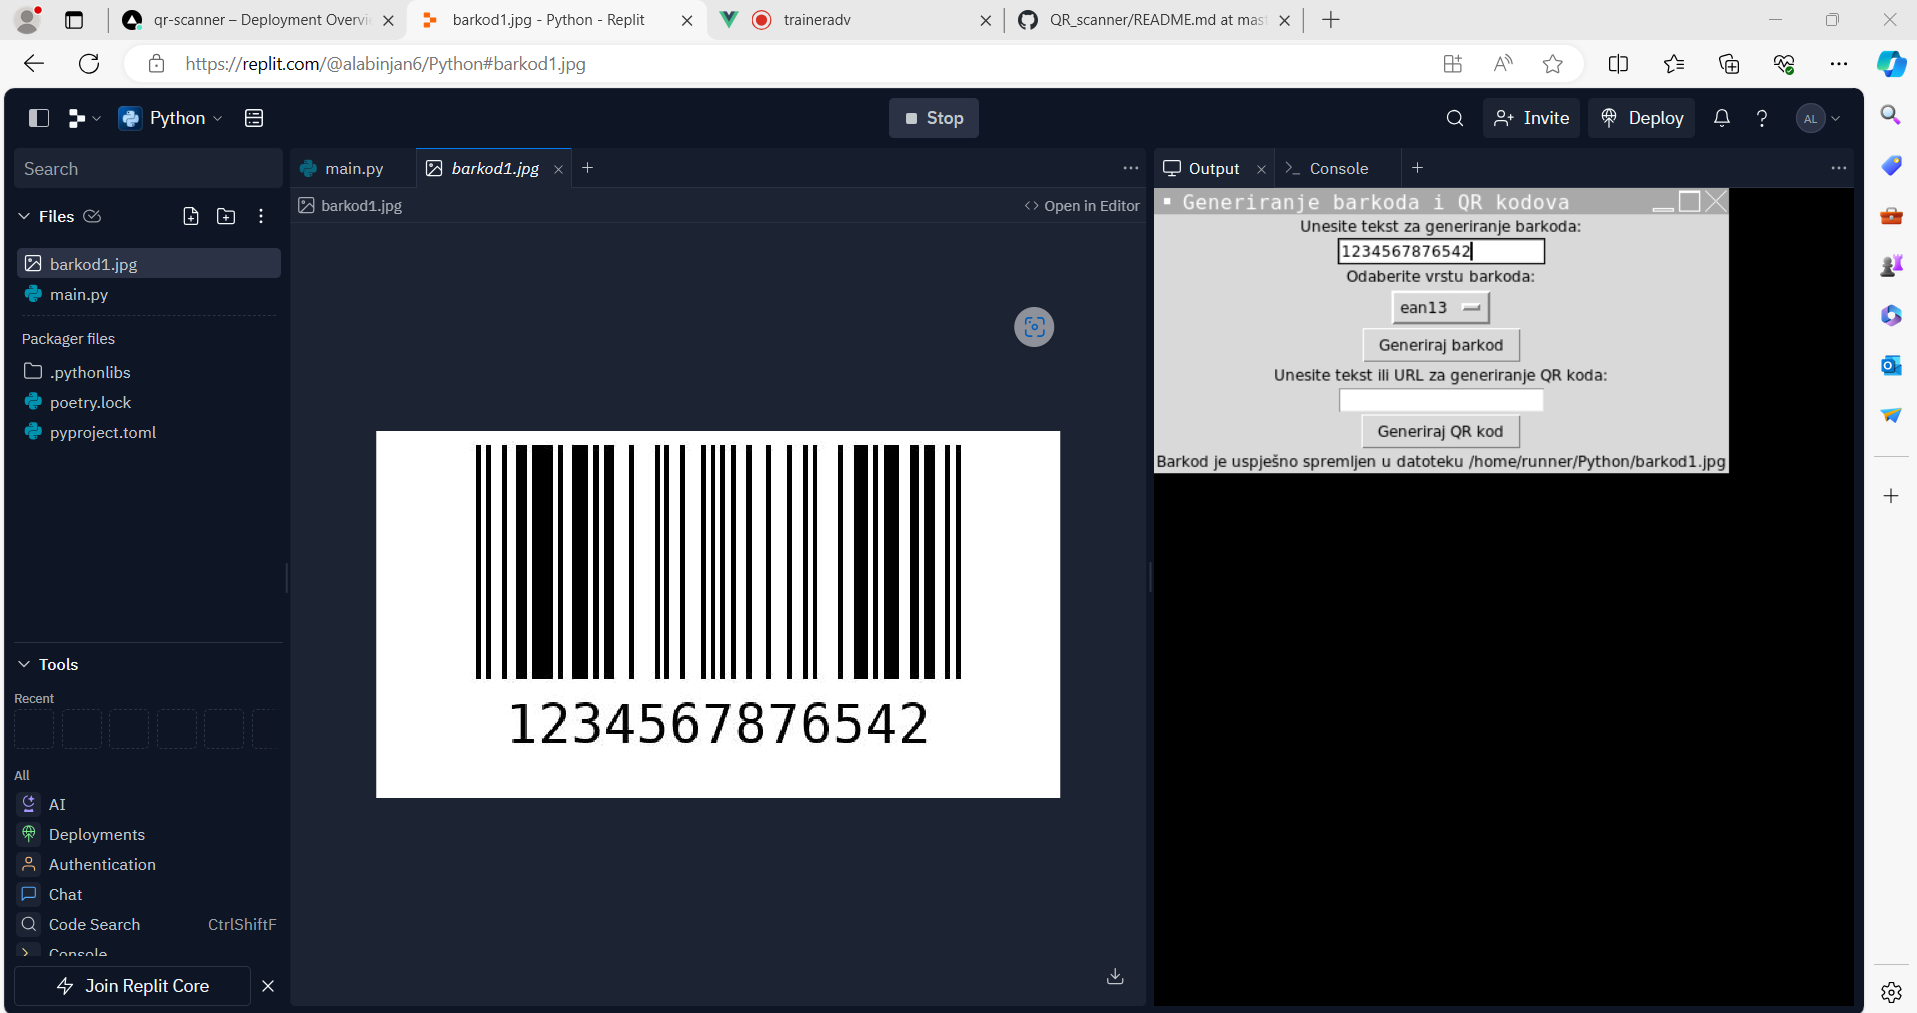 qr-scanner – Deployment Overvi
barkod1.jpg - Python - Replit
traineradv
QR_scanner/README.md at mas
https://replit.com/@alabinjan6/Python#barkod1.jpg
Python
Stop
Invite
Deploy
AL
Search
Files
barkod1.jpg
main.py
Packager files
.pythonlibs
poetry.lock
pyproject.toml
Tools
Recent
All
AI
Deployments
Authentication
Chat
Code Search CtrlShiftF
Console
Join Replit Core
main.py
barkod1.jpg
barkod1.jpg
Open in Editor
1234567876542
Output
Console
Generiranje barkoda i QR kodova
Unesite tekst za generiranje barkoda:
1234567876542
Odaberite vrstu barkoda:
ean13
Generiraj barkod
Unesite tekst ili URL za generiranje QR koda:
Generiraj QR kod
Barkod je uspješno spremljen u datoteku /home/runner/Python/barkod1.jpg